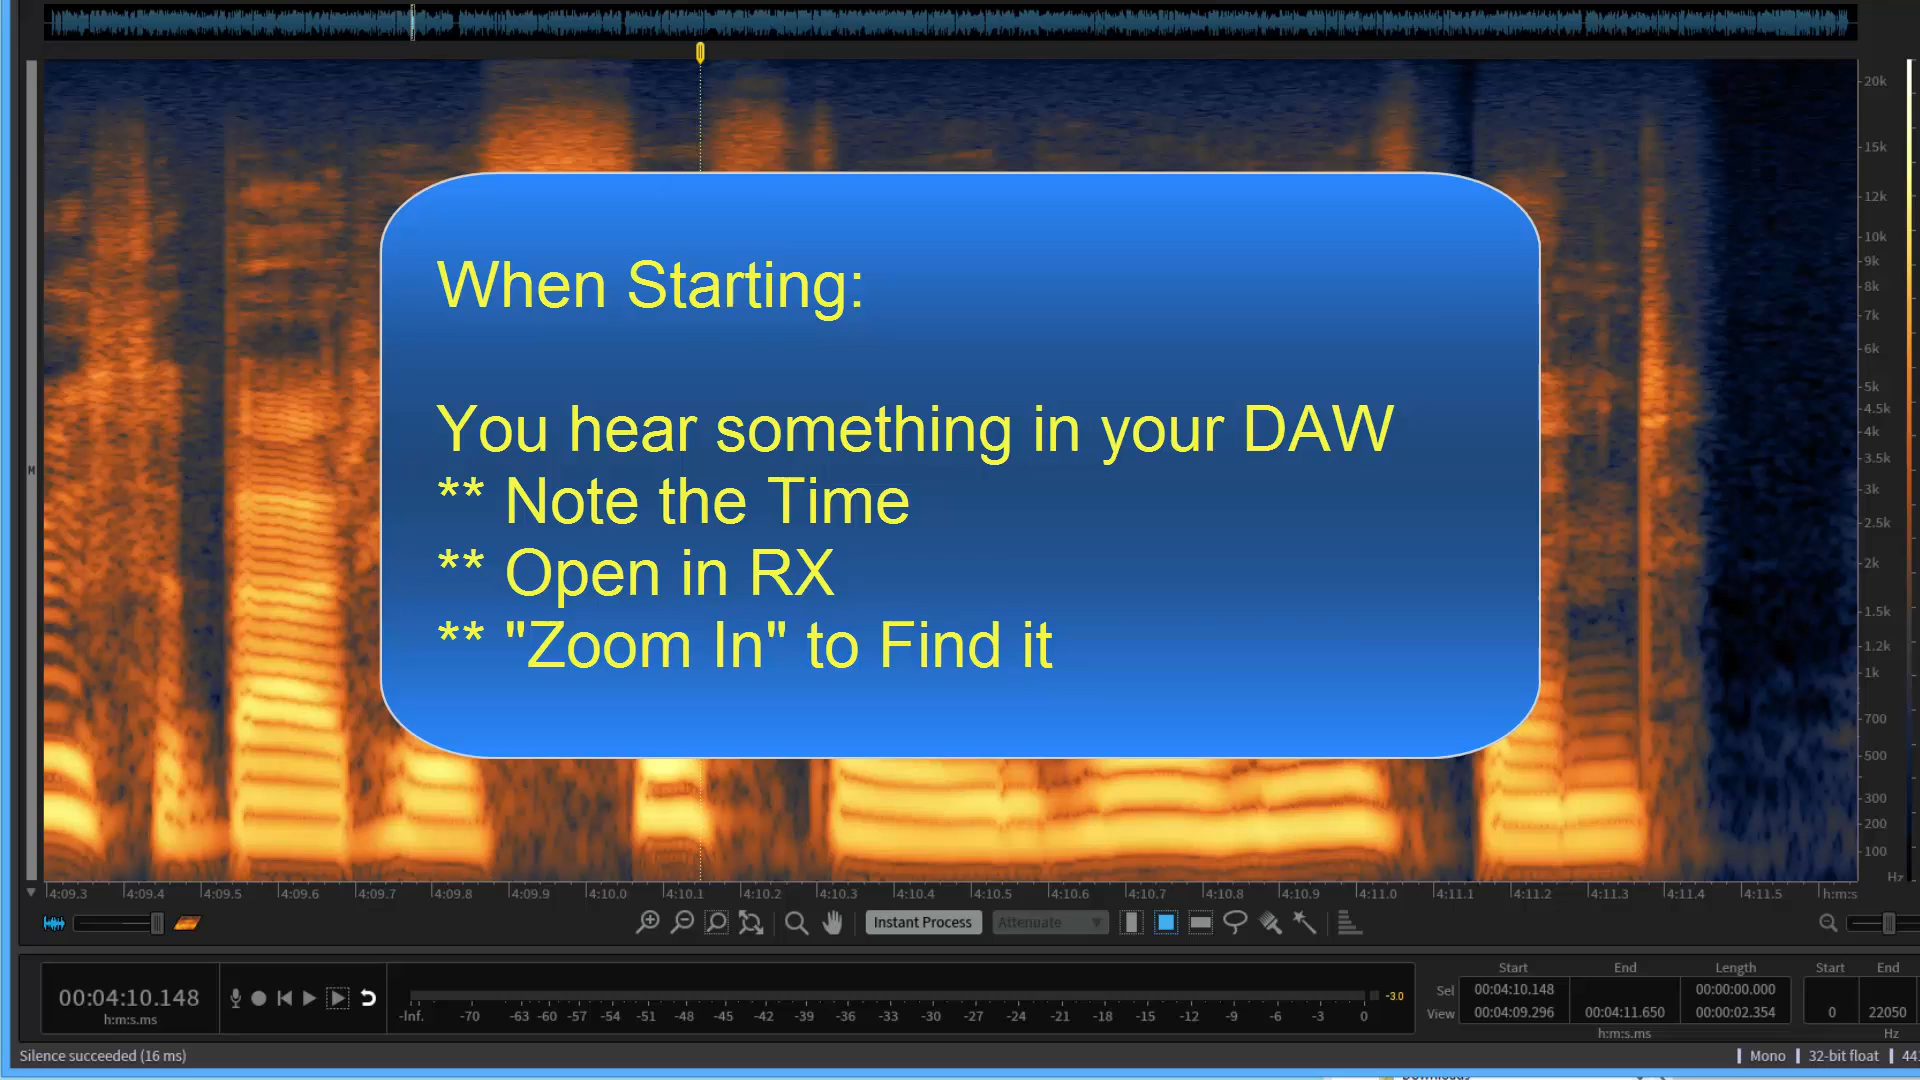 20k
15k
12k
10k
9k
8k
7k
6k
5k
4.5k
4k
3.5k
3k
2.5k
2k
1.5k
1.2k
1k
700
500
300
200
100
Hz
M
When Starting:
You hear something in your DAW
** Note the Time
** Open in RX
** "Zoom In" to Find it
4:09.3 4:09.4 4:09.5 4:09.6 4:09.7 4:09.8 4:09.9 4:10.0 4:10.1 4:10.2 4:10.3 4:10.4 4:10.5 4:10.6 4:10.7 4:10.8 4:10.9 4:11.0 4:11.1 4:11.2 4:11.3 4:11.4 4:11.5 h:m:s
Instant Process Attenuate
00:04:10.148
h:m:s.ms
-Inf. -70 -63 -60 -57 -54 -51 -48 -45 -42 -39 -36 -33 -30 -27 -24 -21 -18 -15 -12 -9 -6 -3 0
-3.0
Start End Length Start End
Sel 00:04:10.148 00:00:00.000
View 00:04:09.296 00:04:11.650 00:00:02.354 0 22050
h:m:s.ms Hz
Silence succeeded (16 ms)
Mono 32-bit float 44